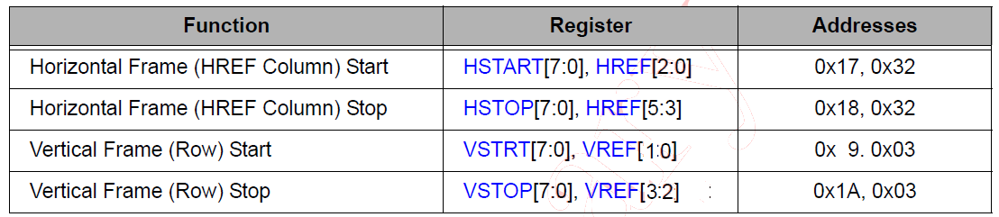 Function Register Addresses
Horizontal Frame (HREF Column) Start HSTART[7:0], HREF[2:0] 0x17, 0x32
Horizontal Frame (HREF Column) Stop HSTOP[7:0], HREF[5:3] 0x18, 0x32
Vertical Frame (Row) Start VSTRT[7:0], VREF[1:0] 0x 9. 0x03
Vertical Frame (Row) Stop VSTOP[7:0], VREF[3:2] : 0x1A, 0x03